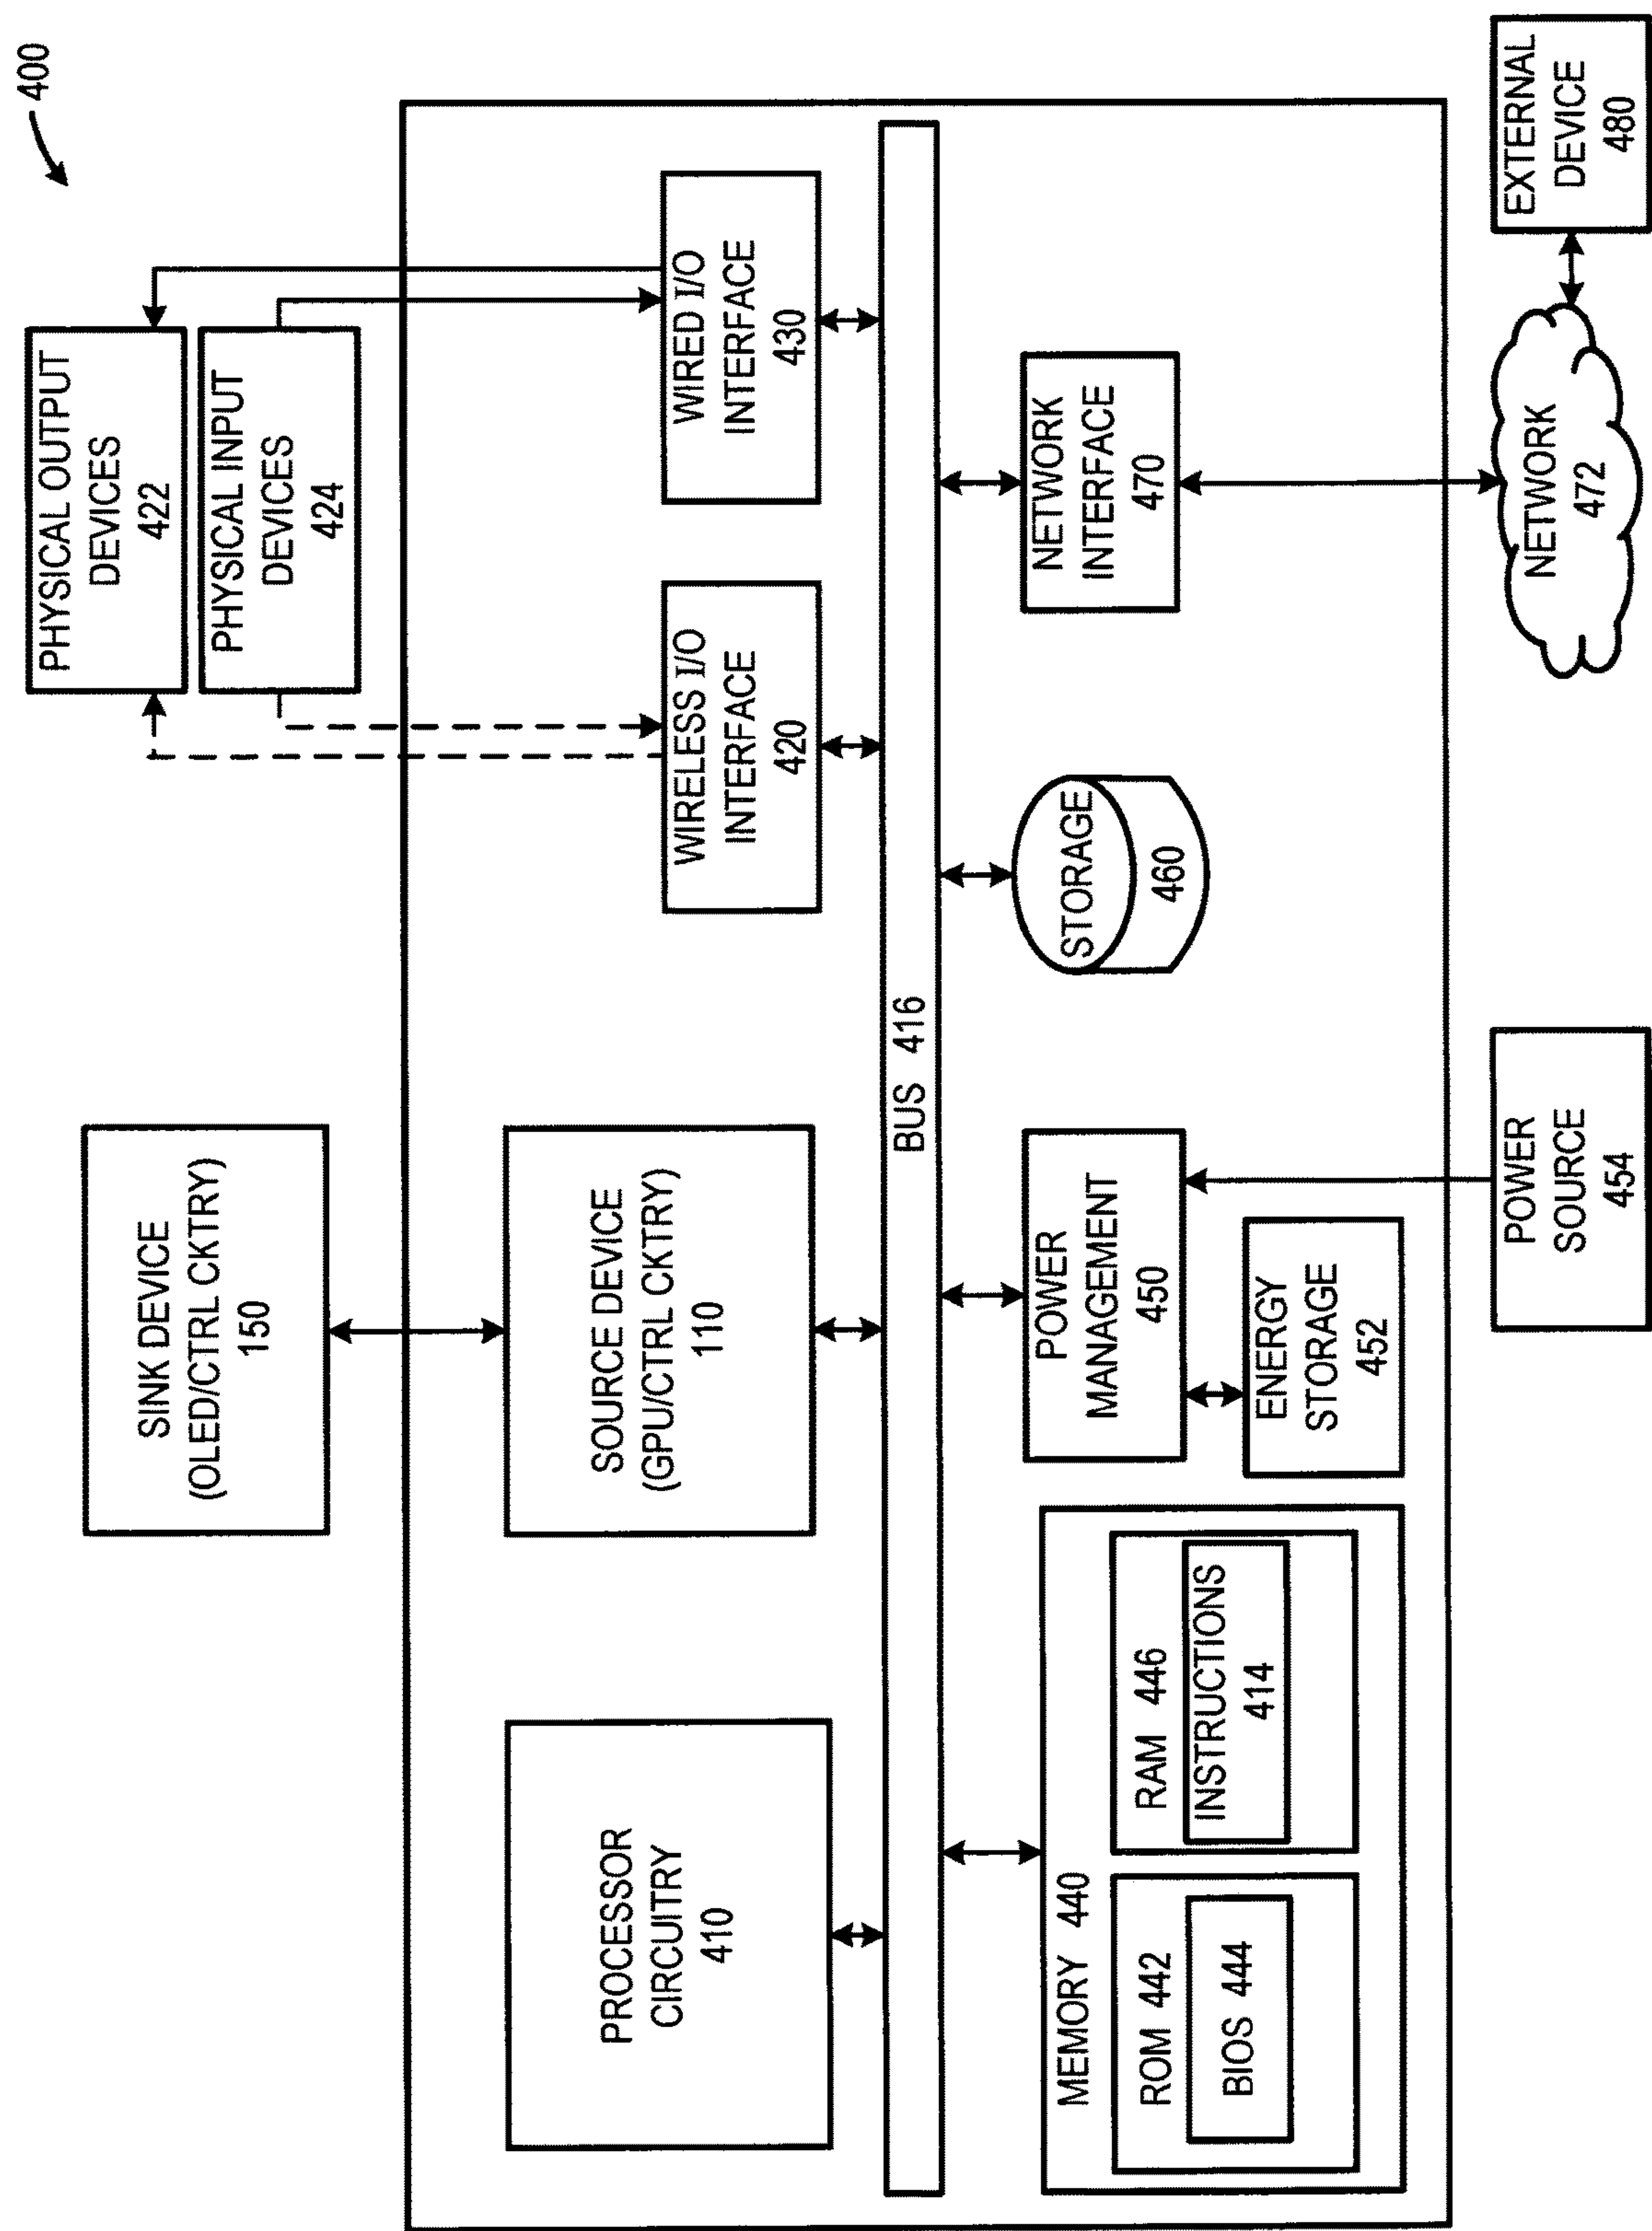 400
SINK DEVICE
(OLED/CTRL CKTRY)
150
PHYSICAL OUTPUT
DEVICES
422
PHYSICAL INPUT
DEVICES
424
PROCESSOR
CIRCUITRY
410
SOURCE DEVICE
(GPU/CTRL CKTRY)
110
WIRELESS I/O
INTERFACE
420
WIRED I/O
INTERFACE
430
BUS 416
MEMORY 440
ROM 442
BIOS 444
RAM 446
INSTRUCTIONS
414
POWER
MANAGEMENT
450
ENERGY
STORAGE
452
STORAGE
460
NETWORK
INTERFACE
470
POWER
SOURCE
454
NETWORK
472
EXTERNAL
DEVICE
480